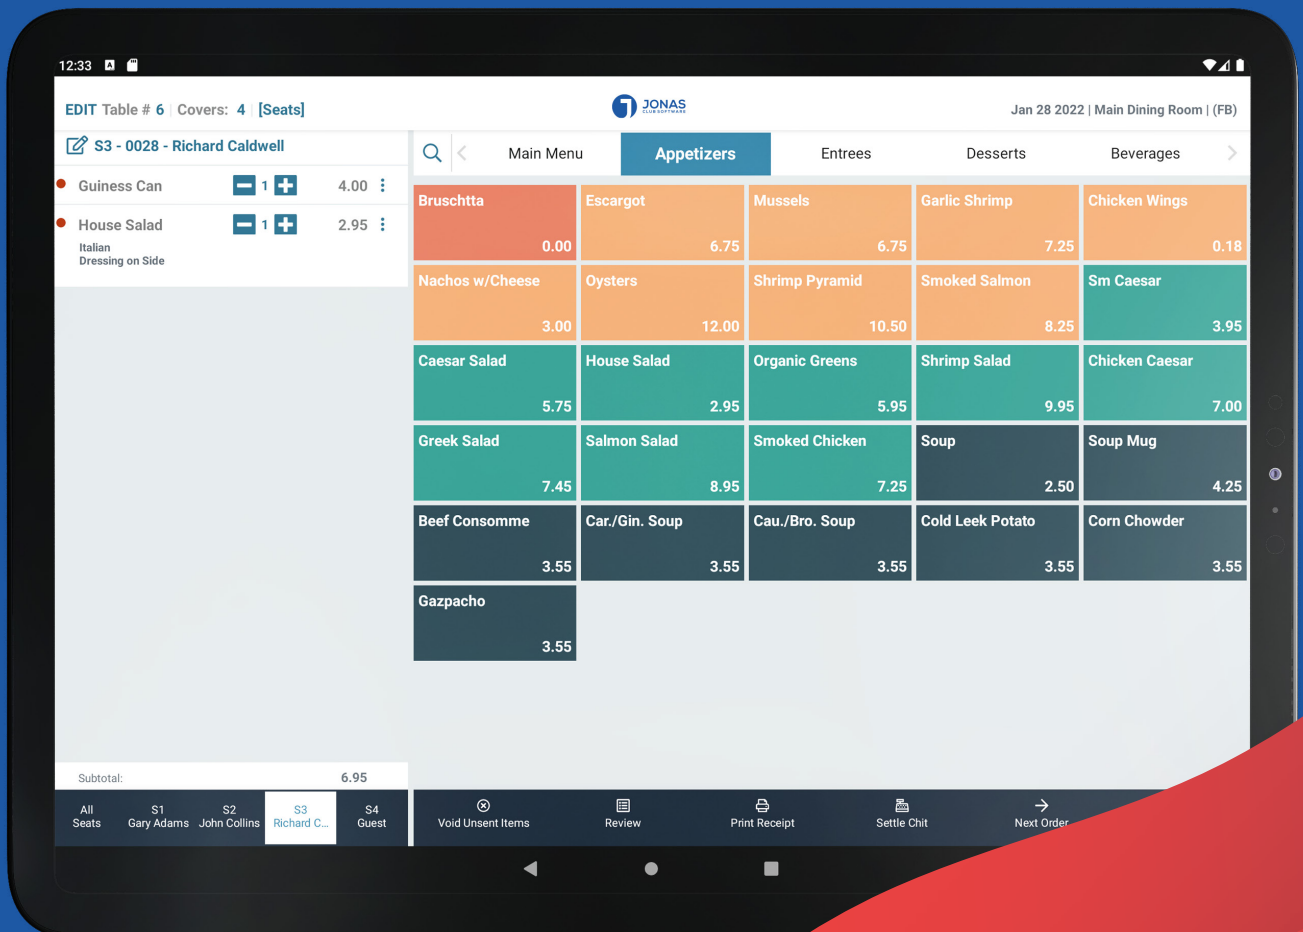 12:33
EDIT Table # 6 | Covers: 4 | [Seats]
JONAS
CLUB SOFTWARE
Jan 28 2022 | Main Dining Room | (FB)
S3 - 0028 - Richard Caldwell
Guiness Can 1 4.00
House Salad 1 2.95
Italian
Dressing on Side
Main Menu Appetizers Entrees Desserts Beverages
Bruschtta Escargot Mussels Garlic Shrimp Chicken Wings
0.00 6.75 6.75 7.25 0.18
Nachos w/Cheese Oysters Shrimp Pyramid Smoked Salmon Sm Caesar
3.00 12.00 10.50 8.25 3.95
Caesar Salad House Salad Organic Greens Shrimp Salad Chicken Caesar
5.75 2.95 5.95 9.95 7.00
Greek Salad Salmon Salad Smoked Chicken Soup Soup Mug
7.45 8.95 7.25 2.50 4.25
Beef Consomme Car./Gin. Soup Cau./Bro. Soup Cold Leek Potato Corn Chowder
3.55 3.55 3.55 3.55 3.55
Gazpacho
3.55
Subtotal: 6.95
All Seats
S1 Gary Adams
S2 John Collins
S3 Richard C...
S4 Guest
Void Unsent Items
Review
Print Receipt
Settle Chit
Next Order